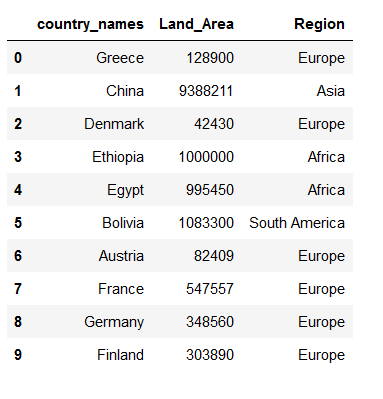 country_names Land_Area Region
0 Greece 128900 Europe
1 China 9388211 Asia
2 Denmark 42430 Europe
3 Ethiopia 1000000 Africa
4 Egypt 995450 Africa
5 Bolivia 1083300 South America
6 Austria 82409 Europe
7 France 547557 Europe
8 Germany 348560 Europe
9 Finland 303890 Europe